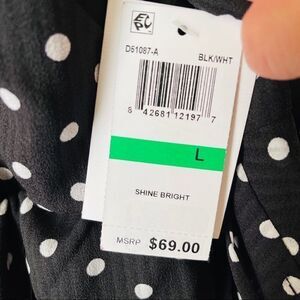 D51087-A BLK/WHT
8 42681 12197 7
L
SHINE BRIGHT
MSRP $69.00